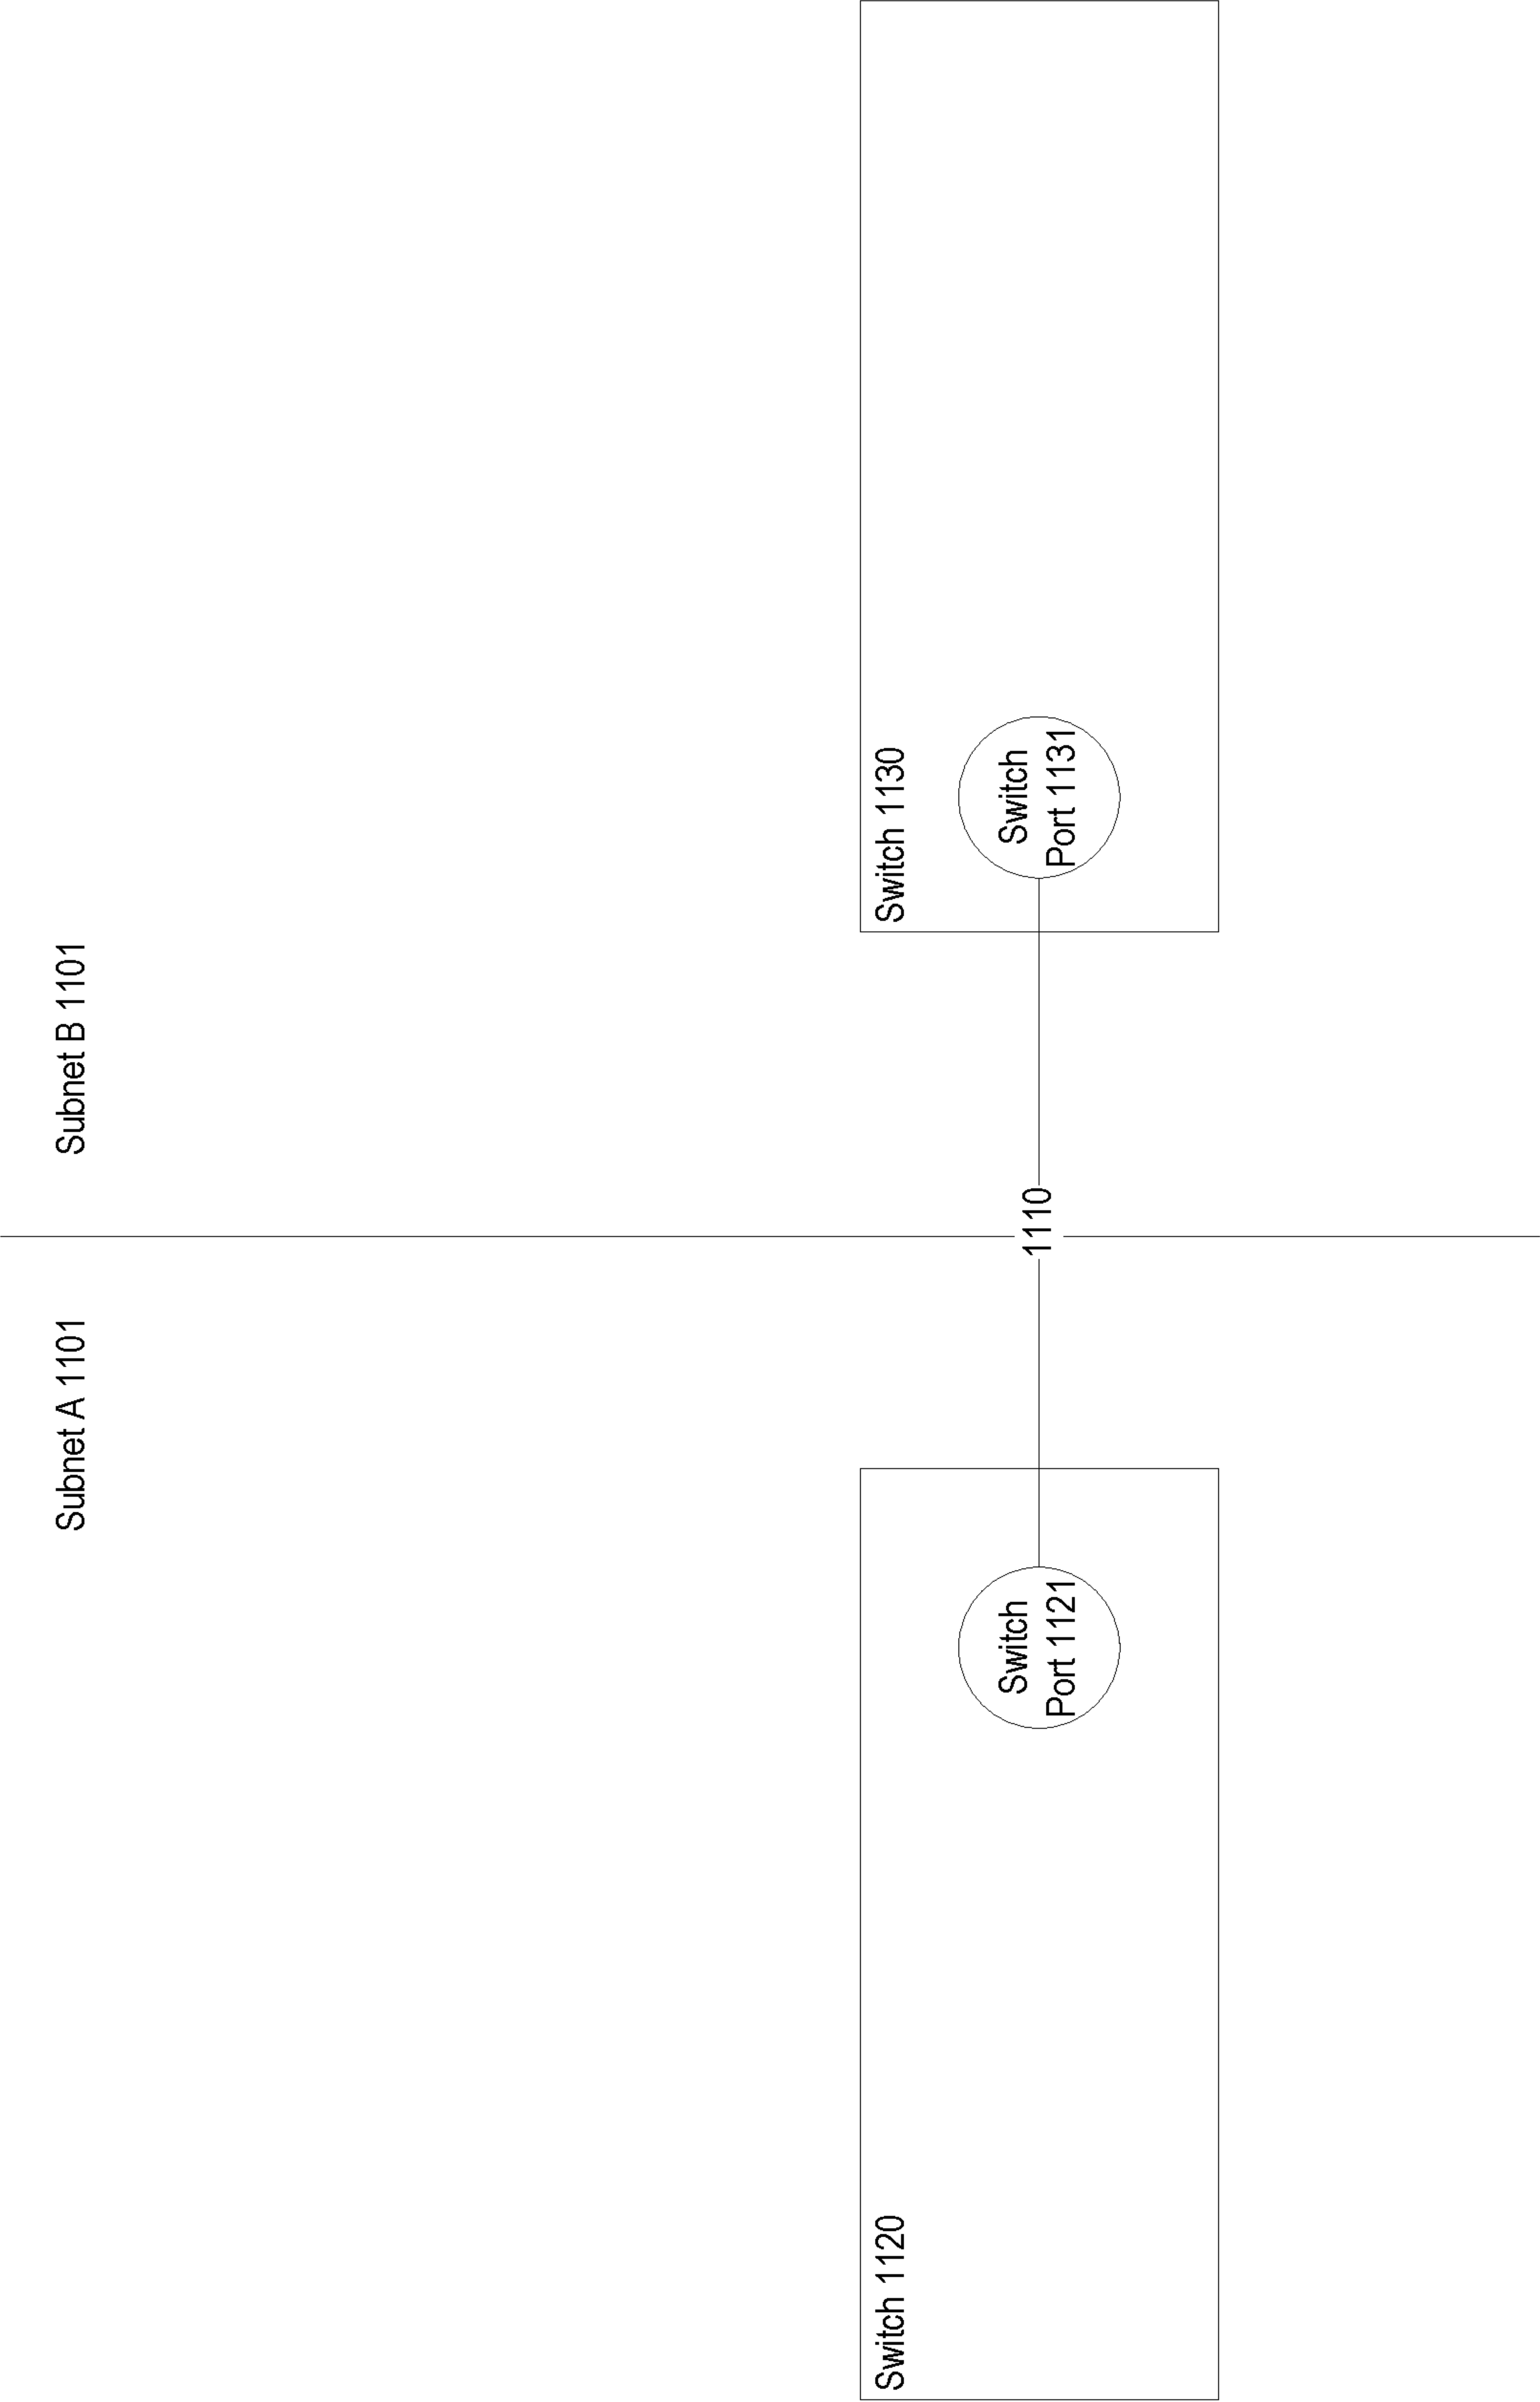 Subnet A 1101
Subnet B 1101
Switch 1120
Switch 1130
Switch
Port 1121
1110
Switch
Port 1131